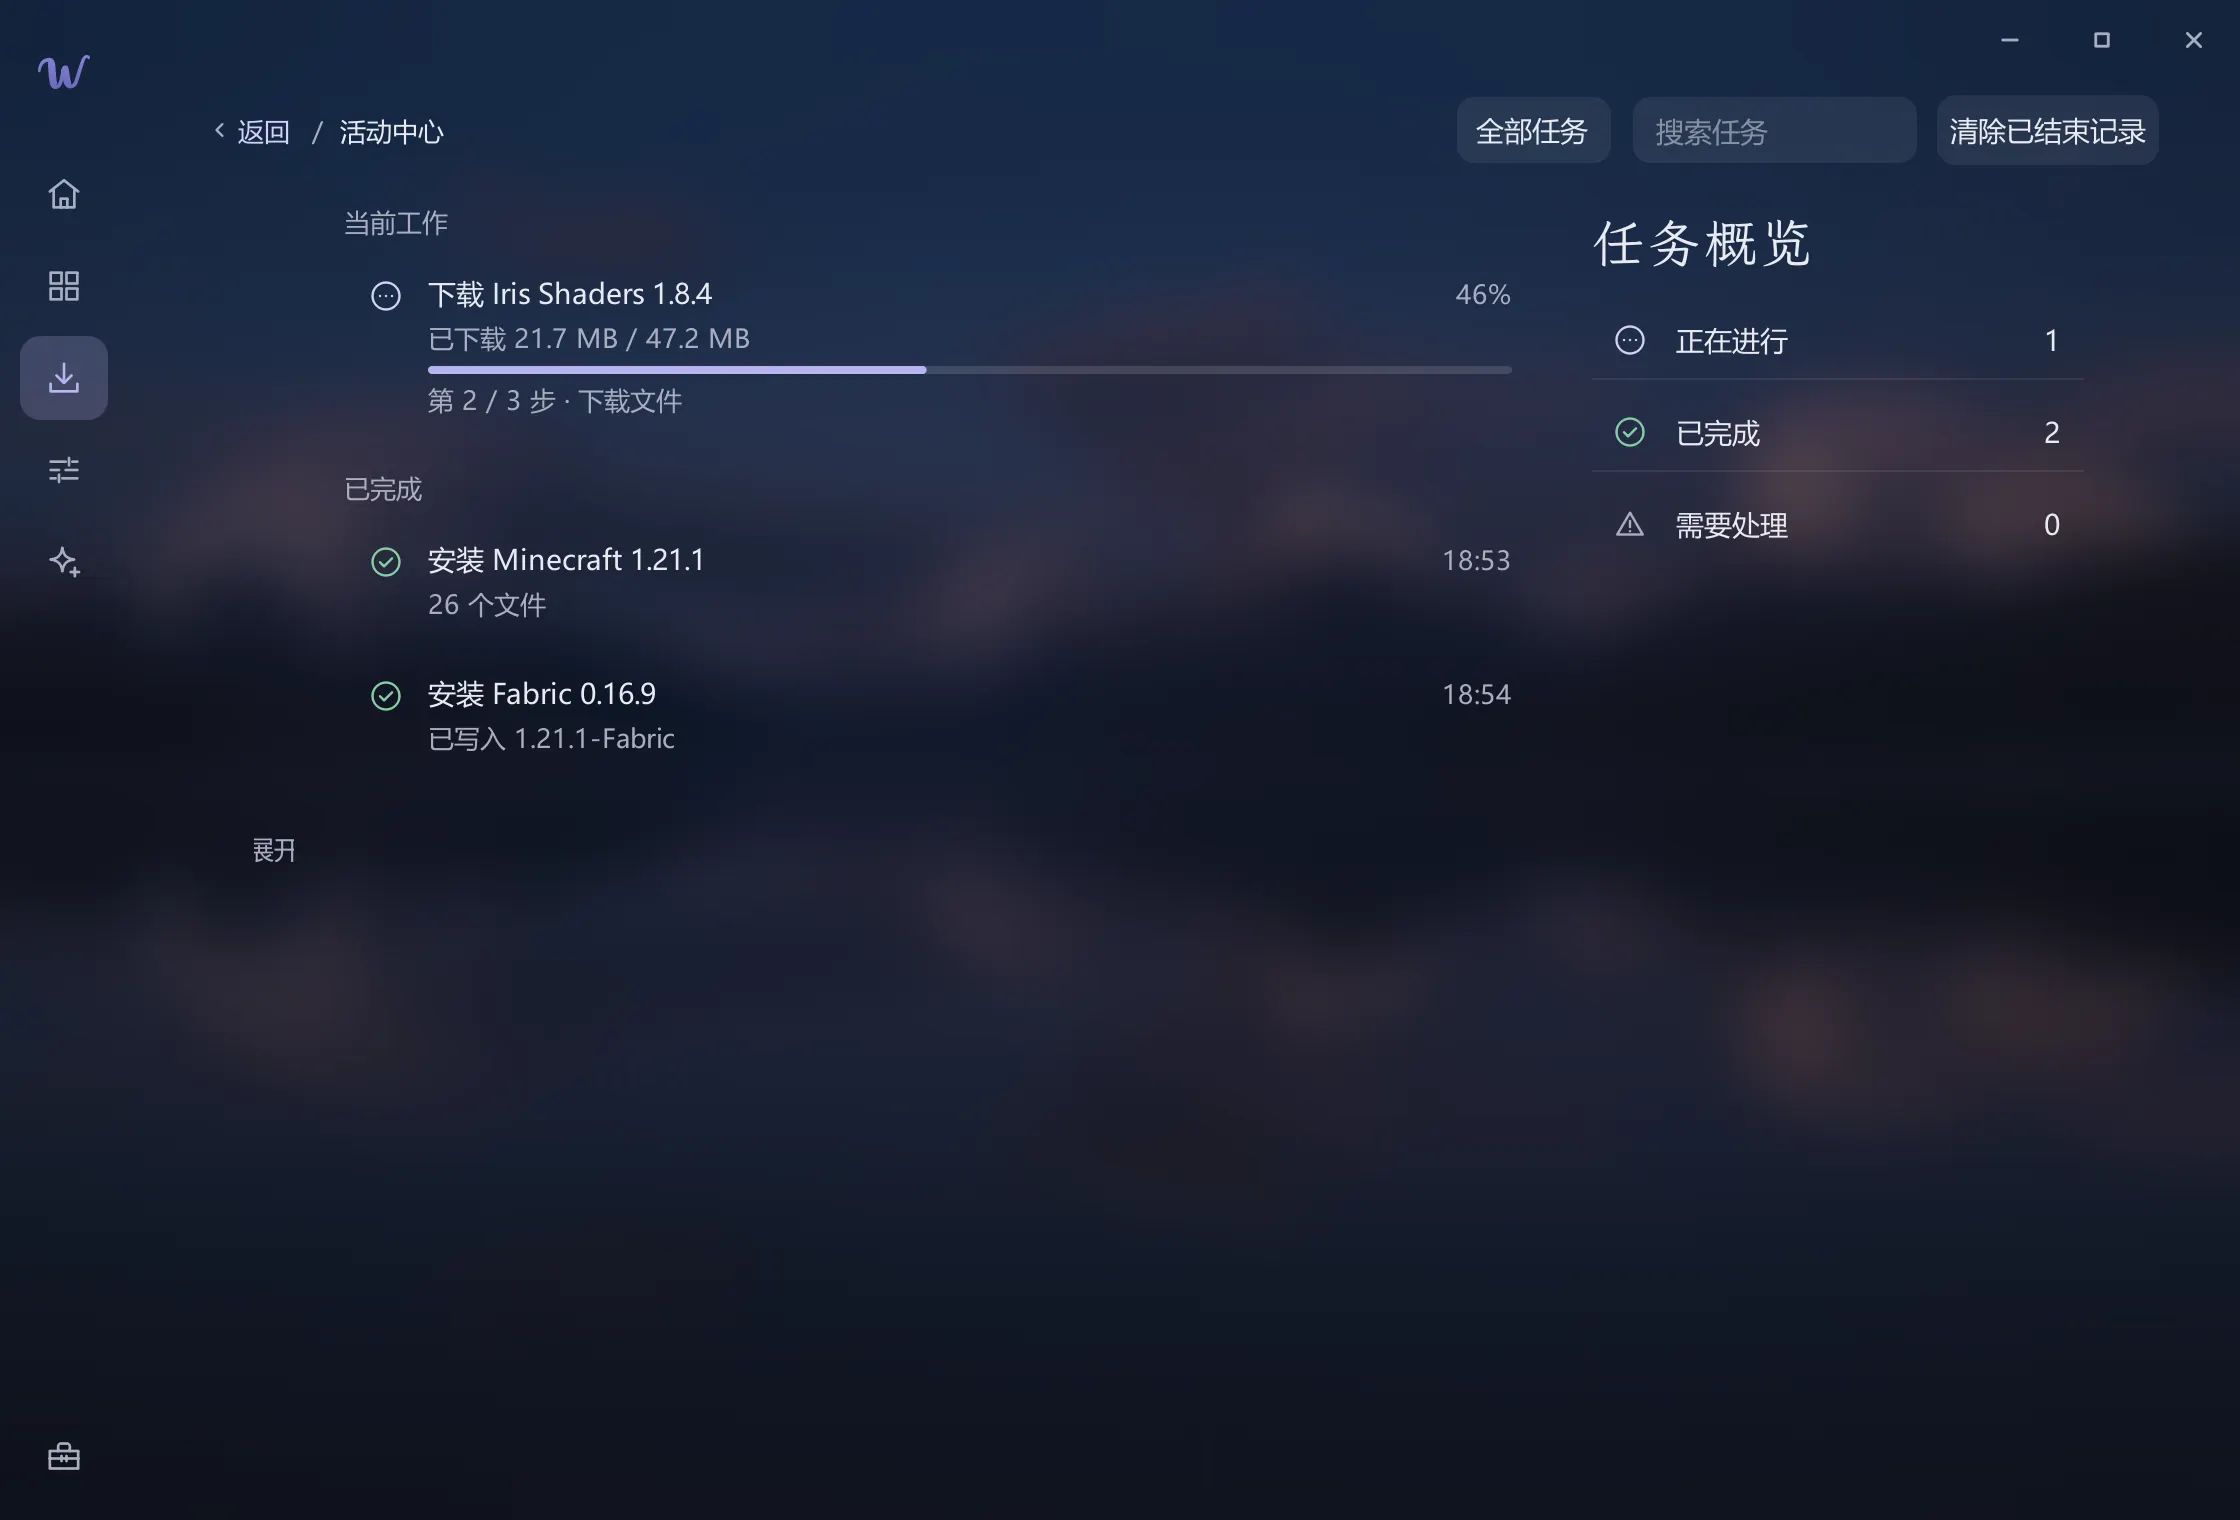 W
返回 / 活动中心
全部任务
搜索任务
清除已结束记录
当前工作
下载 Iris Shaders 1.8.4
46%
已下载 21.7 MB / 47.2 MB
第 2 / 3 步 · 下载文件
已完成
安装 Minecraft 1.21.1
18:53
26 个文件
安装 Fabric 0.16.9
18:54
已写入 1.21.1-Fabric
展开
任务概览
正在进行 1
已完成 2
需要处理 0